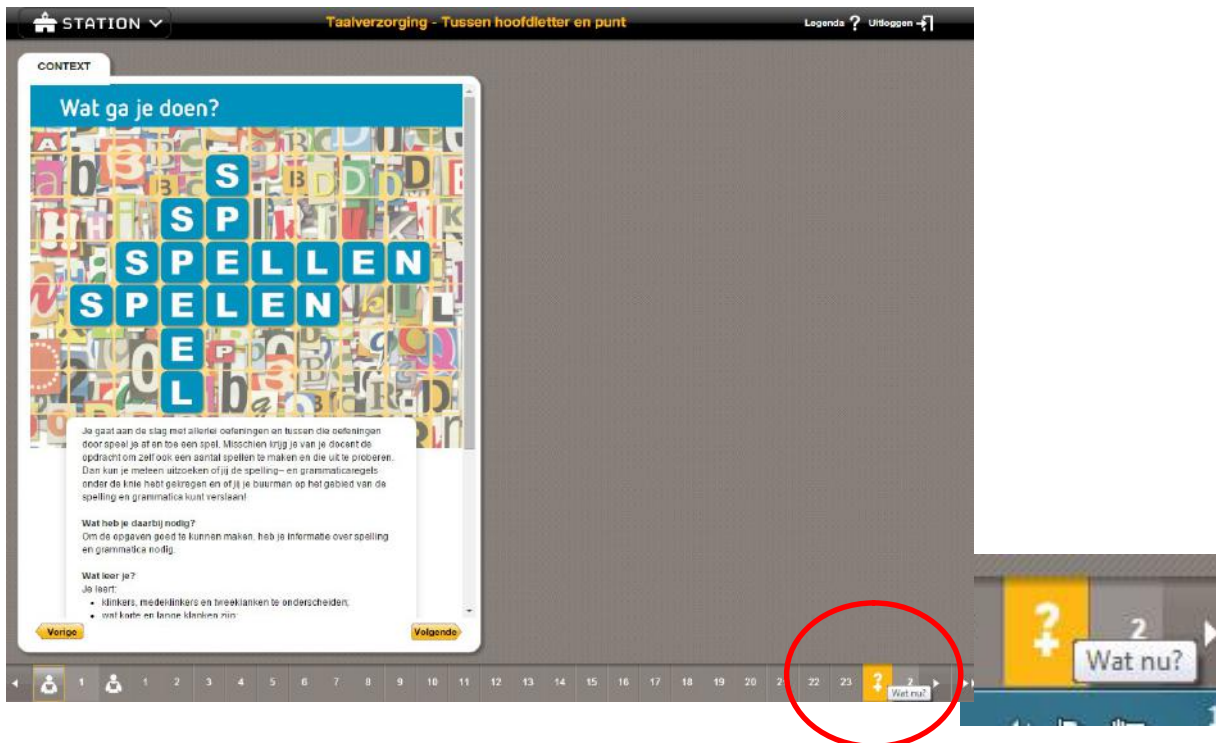 STATION
Taalverzorging - Tussen hoofdletter en punt
Legenda ? Uitloggen
CONTEXT
Wat ga je doen?
S
S P
S P E L L E N
S P E L E N
E
L
Je gaat aan de slag met allerlei oefeningen en tussen die oefeningen
door speel je af en toe een spel. Misschien krijg je van je docent de
opdracht om zelf ook een aantal spellen te maken en die uit te proberen.
Dan kun je meteen uitzoeken of jij de spelling- en grammaticaregels
onder de knie hebt gekregen en of jij je buurman op het gebied van de
spelling en grammatica kunt verslaan!
Wat heb je daarbij nodig?
Om de opgaven goed te kunnen maken, heb je informatie over spelling
en grammatica nodig.
Wat leer je?
Je leert:
• klinkers, medeklinkers en tweeklanken te onderscheiden;
• wat korte en lange klanken zijn;
Vorige
Volgende
1 1 2 3 4 5 6 7 8 9 10 11 12 13 14 15 16 17 18 19 20 22 23 ? 2
Wat nu?
? 2
Wat nu?